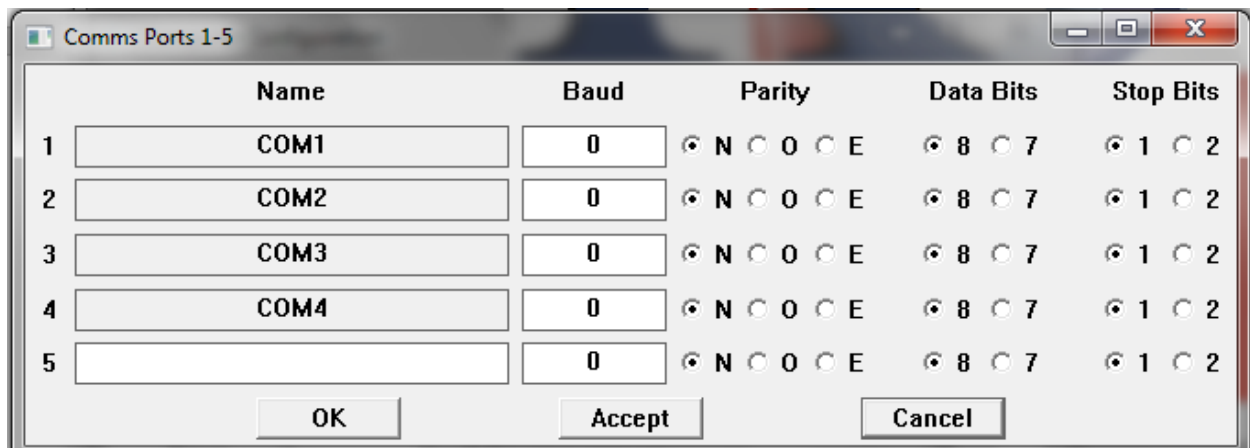 Comms Ports 1-5
Name Baud Parity Data Bits Stop Bits
1 COM1 0 N O E 8 7 1 2
2 COM2 0 N O E 8 7 1 2
3 COM3 0 N O E 8 7 1 2
4 COM4 0 N O E 8 7 1 2
5 0 N O E 8 7 1 2
OK Accept Cancel